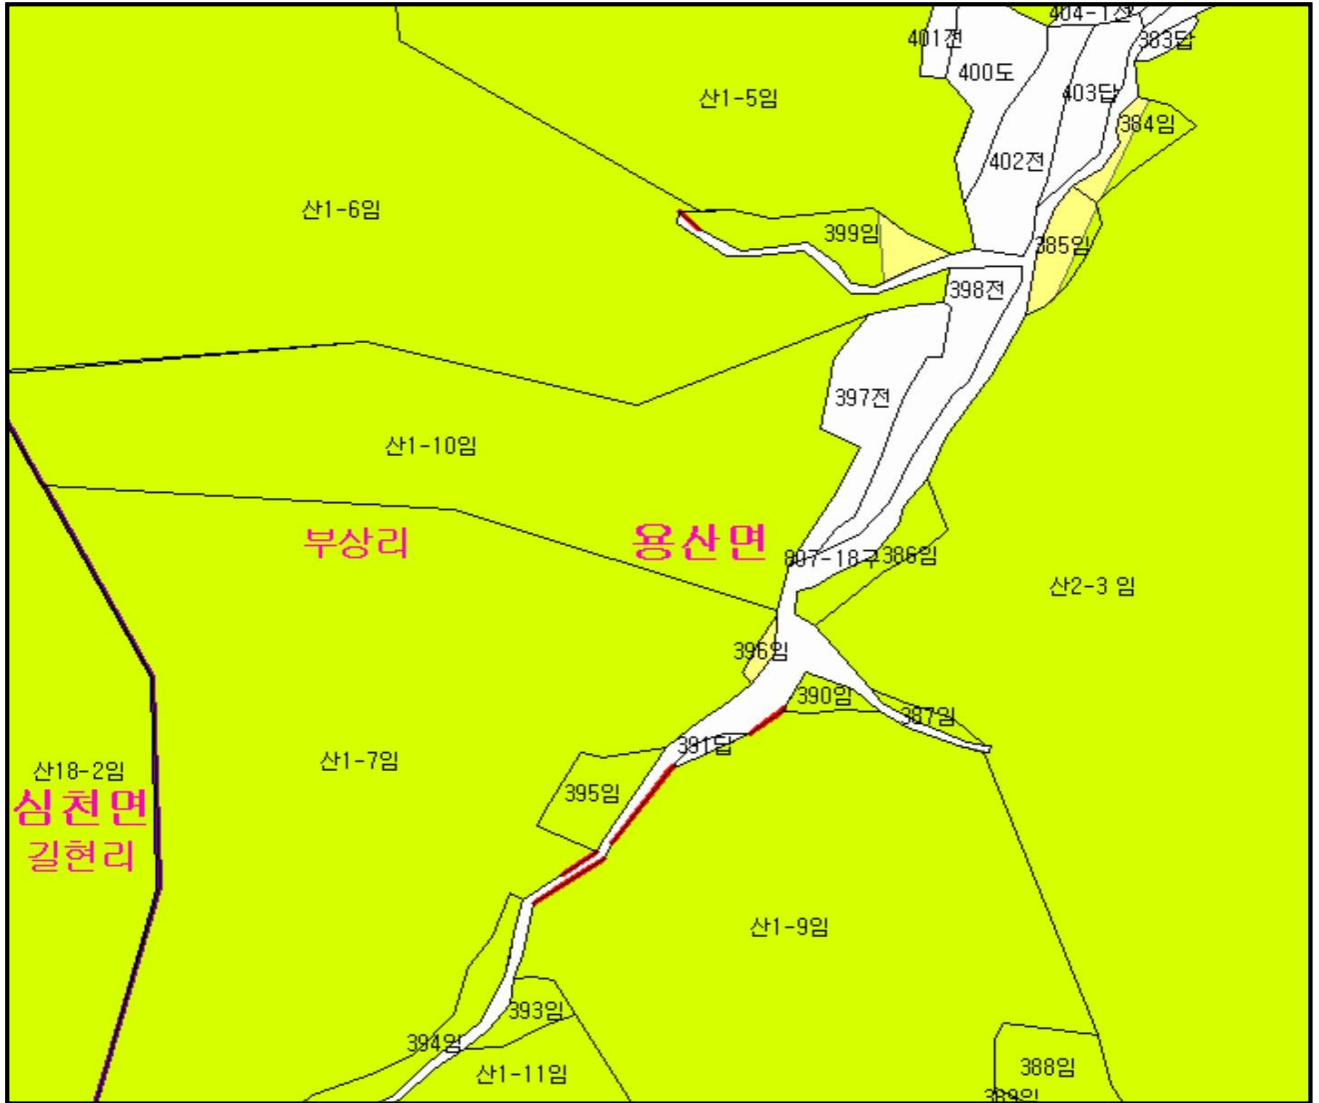 404-1전
401전
383답
400도
산1-5임
403답
384임
402전
산1-6임
399임
385임
398전
397전
산1-10임
부상리
용산면
807-18구
386임
산2-3 임
396임
390임
387임
391답
산1-7임
산18-2임
심천면
395임
길현리
산1-9임
393임
394임
산1-11임
388임
389임